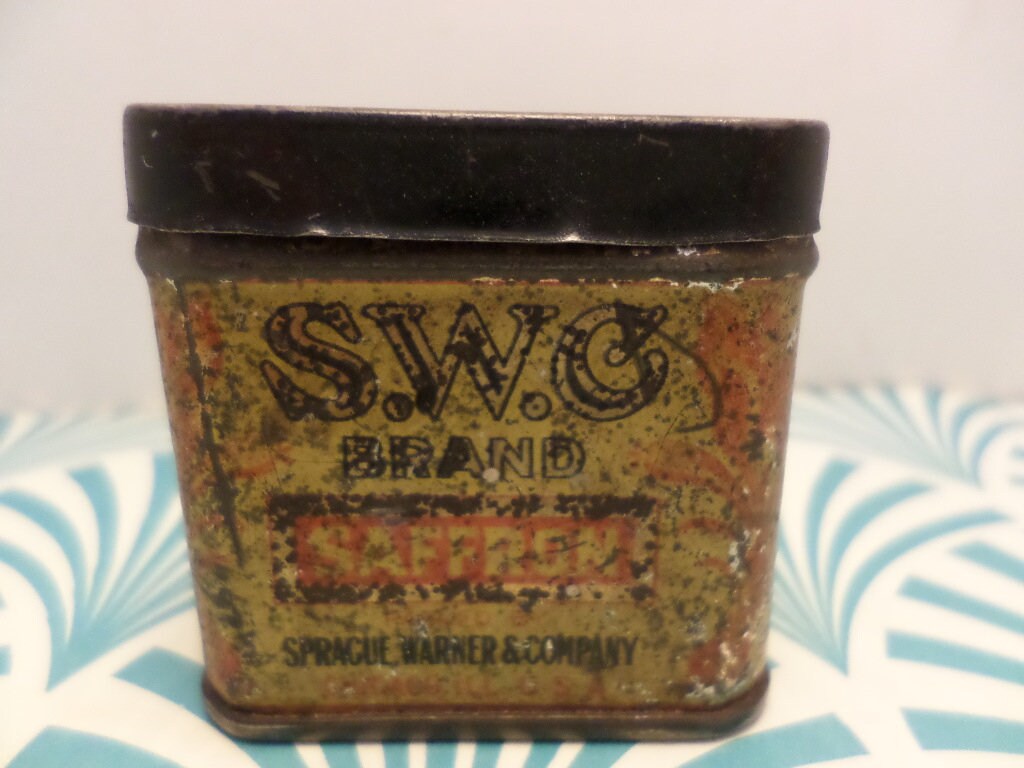 S.W.C.
BRAND
SAFFRON
SPRAGUE, WARNER & COMPANY